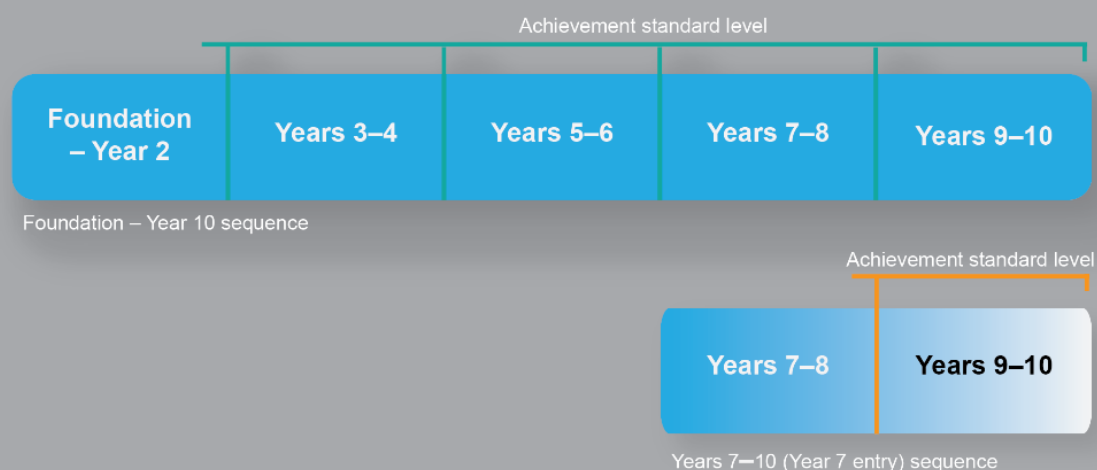 Achievement standard level
Foundation
– Year 2
Years 3–4
Years 5–6
Years 7–8
Years 9–10
Foundation – Year 10 sequence
Achievement standard level
Years 7–8
Years 9–10
Years 7–10 (Year 7 entry) sequence